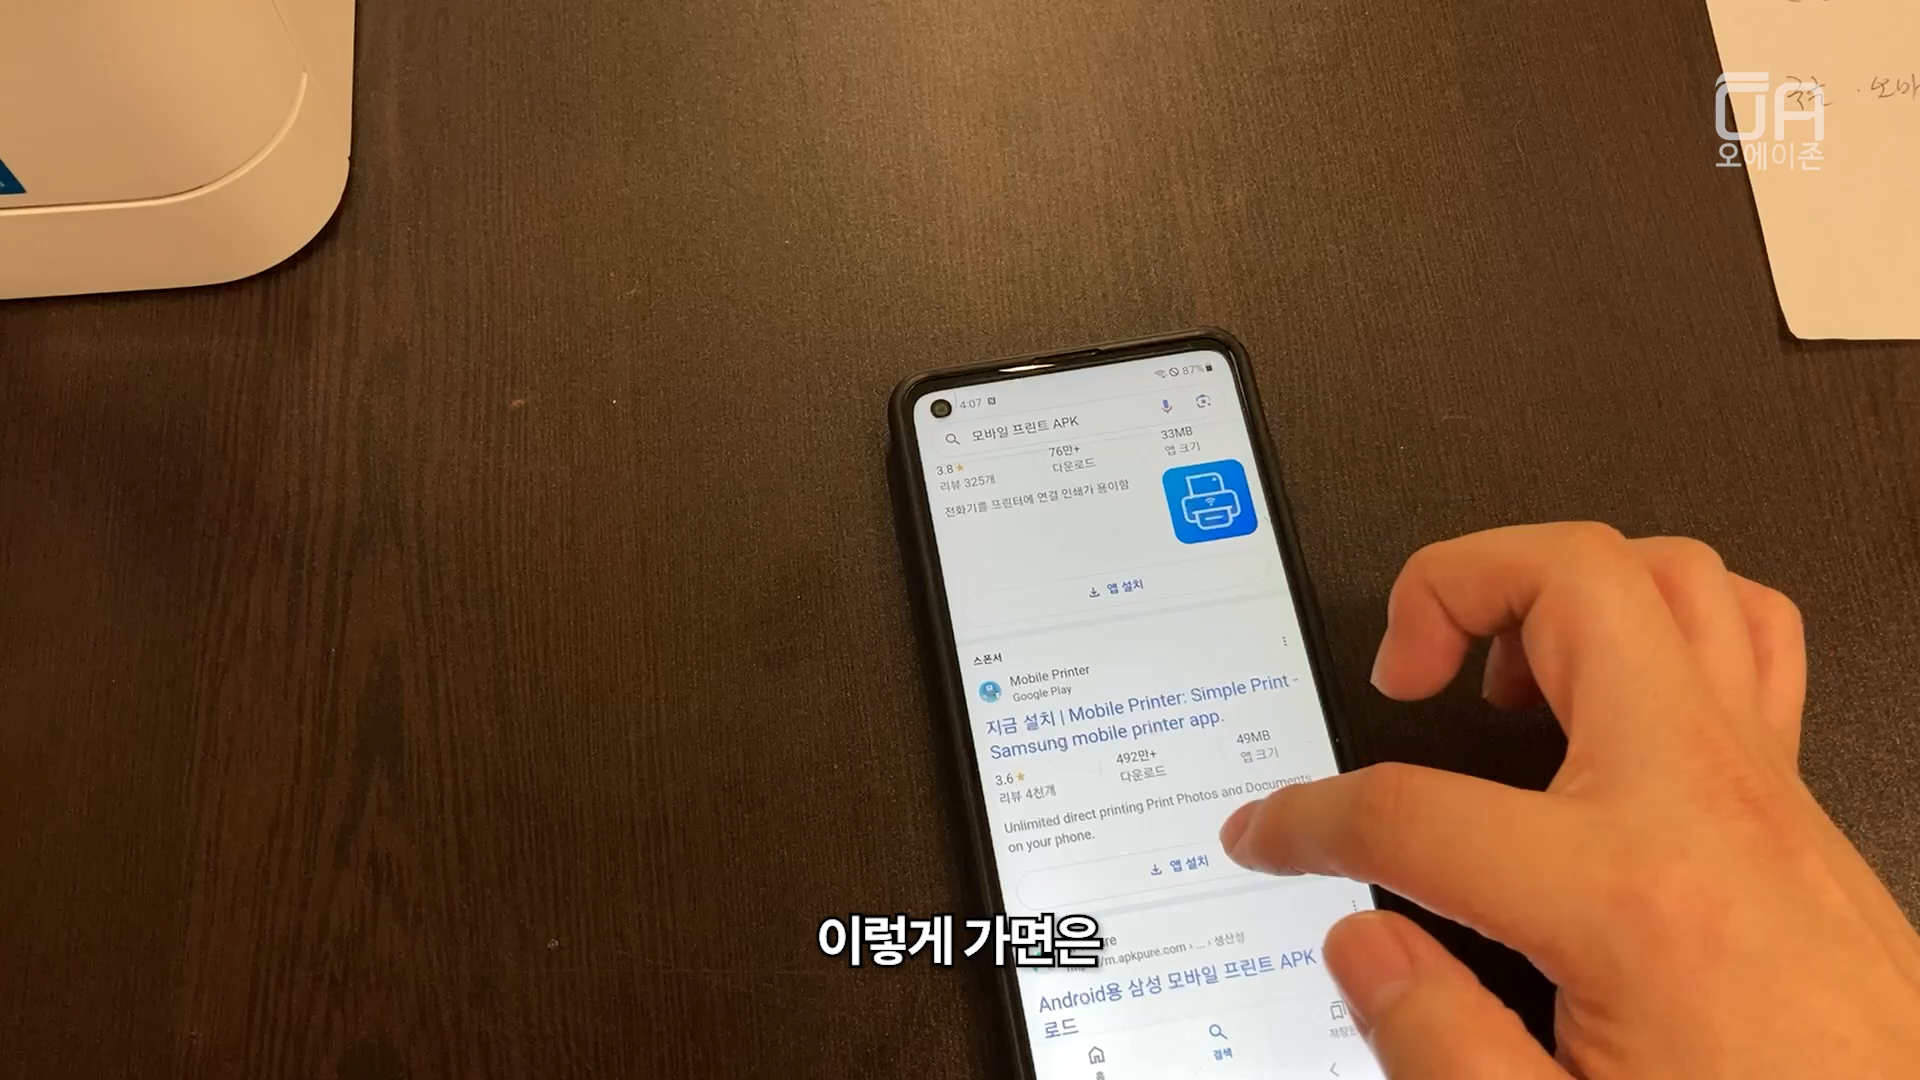 OA
오에이존
4:07
87%
모바일 프린트 APK
3.8★
리뷰 325개
76만+
다운로드
33MB
앱 크기
전화기를 프린터에 연결 인쇄가 용이함
앱 설치
스폰서
Mobile Printer
Google Play
지금 설치 | Mobile Printer: Simple Print -
Samsung mobile printer app.
3.6★
리뷰 4천개
492만+
다운로드
49MB
앱 크기
Unlimited direct printing Print Photos and Documents
on your phone.
앱 설치
이렇게 가면은
m.apkpure.com › ... › 생산성
Android용 삼성 모바일 프린트 APK
로드
홈
검색